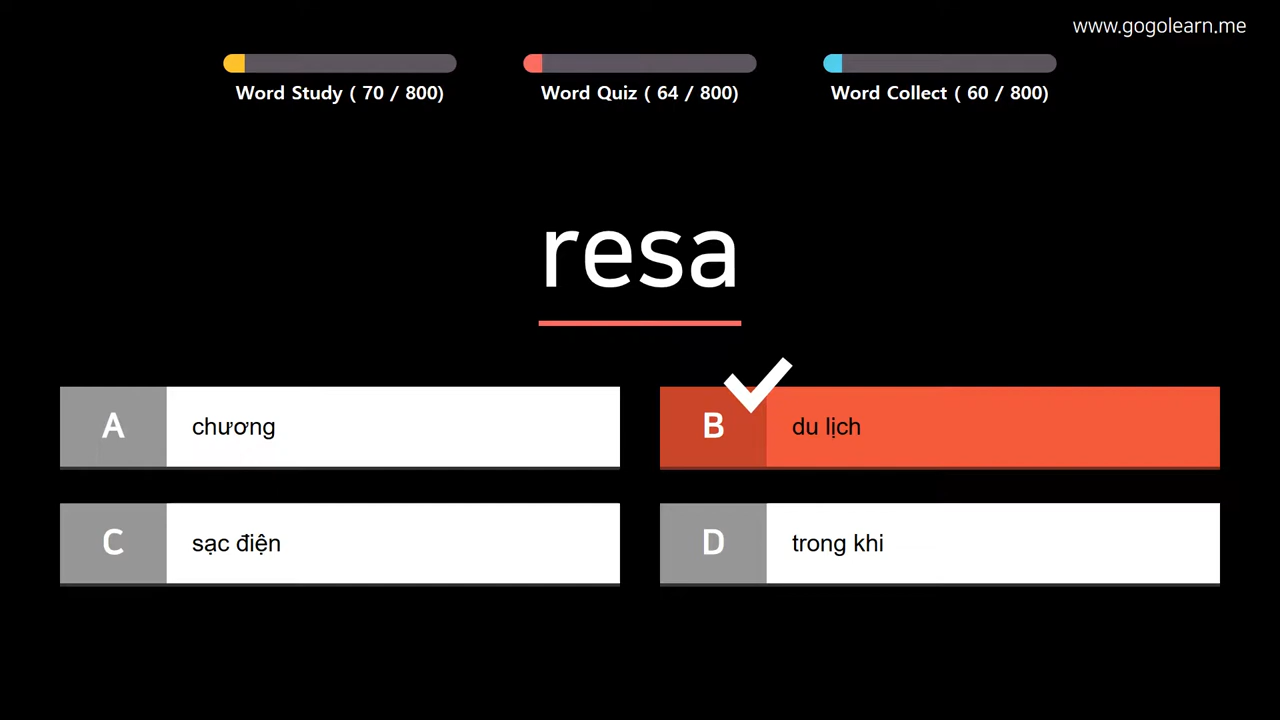 www.gogolearn.me
Word Study ( 70 / 800)
Word Quiz ( 64 / 800)
Word Collect ( 60 / 800)
resa
A chương
B du lịch
C sạc điện
D trong khi